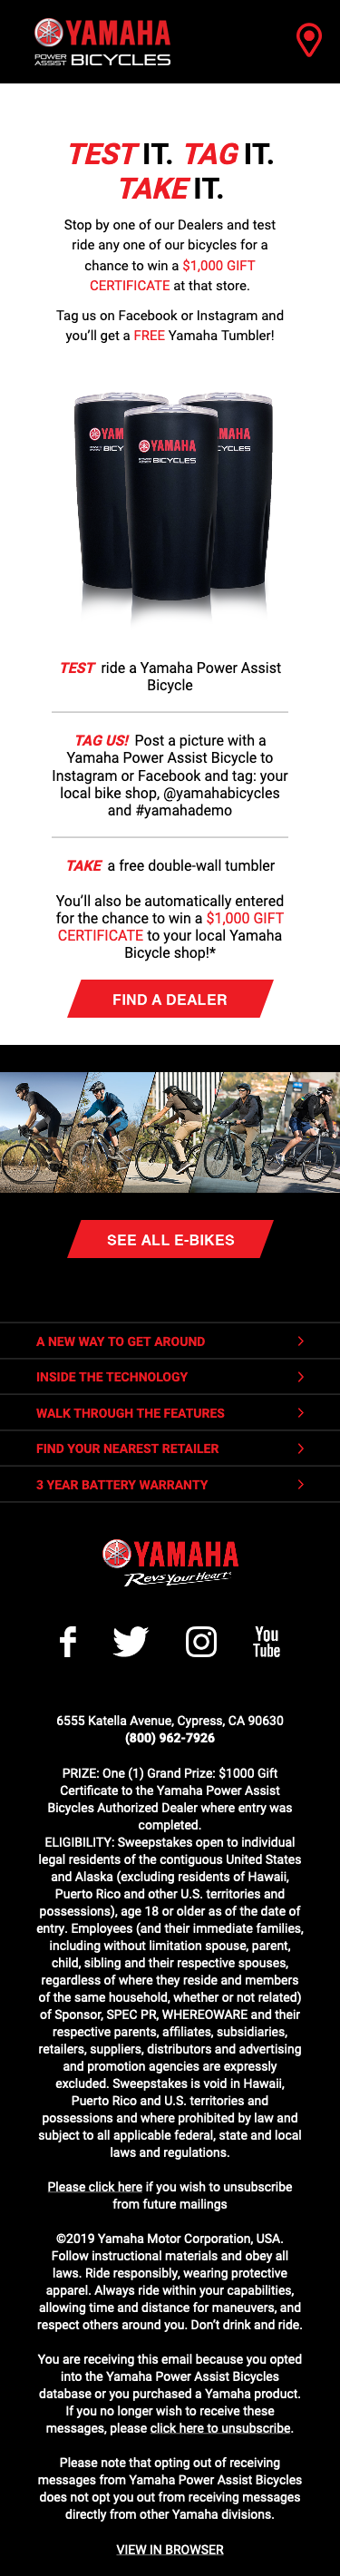 YAMAHA
POWER ASSIST BICYCLES
TEST IT. TAG IT.
TAKE IT.
Stop by one of our Dealers and test
ride any one of our bicycles for a
chance to win a $1,000 GIFT
CERTIFICATE at that store.
Tag us on Facebook or Instagram and
you'll get a FREE Yamaha Tumbler!
YAM
BICY
YAMAHA
POWER ASSIST BICYCLES
MAHA
CYCLES
TEST ride a Yamaha Power Assist
Bicycle
TAG US! Post a picture with a
Yamaha Power Assist Bicycle to
Instagram or Facebook and tag: your
local bike shop, @yamahabicycles
and #yamahademo
TAKE a free double-wall tumbler
You'll also be automatically entered
for the chance to win a $1,000 GIFT
CERTIFICATE to your local Yamaha
Bicycle shop!*
FIND A DEALER
SEE ALL E-BIKES
A NEW WAY TO GET AROUND
INSIDE THE TECHNOLOGY
WALK THROUGH THE FEATURES
FIND YOUR NEAREST RETAILER
3 YEAR BATTERY WARRANTY
YAMAHA
Revs Your Heart
You
Tube
6555 Katella Avenue, Cypress, CA 90630
(800) 962-7926
PRIZE: One (1) Grand Prize: $1000 Gift
Certificate to the Yamaha Power Assist
Bicycles Authorized Dealer where entry was
completed.
ELIGIBILITY: Sweepstakes open to individual
legal residents of the contiguous United States
and Alaska (excluding residents of Hawaii,
Puerto Rico and other U.S. territories and
possessions), age 18 or older as of the date of
entry. Employees (and their immediate families,
including without limitation spouse, parent,
child, sibling and their respective spouses,
regardless of where they reside and members
of the same household, whether or not related)
of Sponsor, SPEC PR, WHEREOWARE and their
respective parents, affiliates, subsidiaries,
retailers, suppliers, distributors and advertising
and promotion agencies are expressly
excluded. Sweepstakes is void in Hawaii,
Puerto Rico and U.S. territories and
possessions and where prohibited by law and
subject to all applicable federal, state and local
laws and regulations.
Please click here if you wish to unsubscribe
from future mailings
©2019 Yamaha Motor Corporation, USA.
Follow instructional materials and obey all
laws. Ride responsibly, wearing protective
apparel. Always ride within your capabilities,
allowing time and distance for maneuvers, and
respect others around you. Don't drink and ride.
You are receiving this email because you opted
into the Yamaha Power Assist Bicycles
database or you purchased a Yamaha product.
If you no longer wish to receive these
messages, please click here to unsubscribe.
Please note that opting out of receiving
messages from Yamaha Power Assist Bicycles
does not opt you out from receiving messages
directly from other Yamaha divisions.
VIEW IN BROWSER